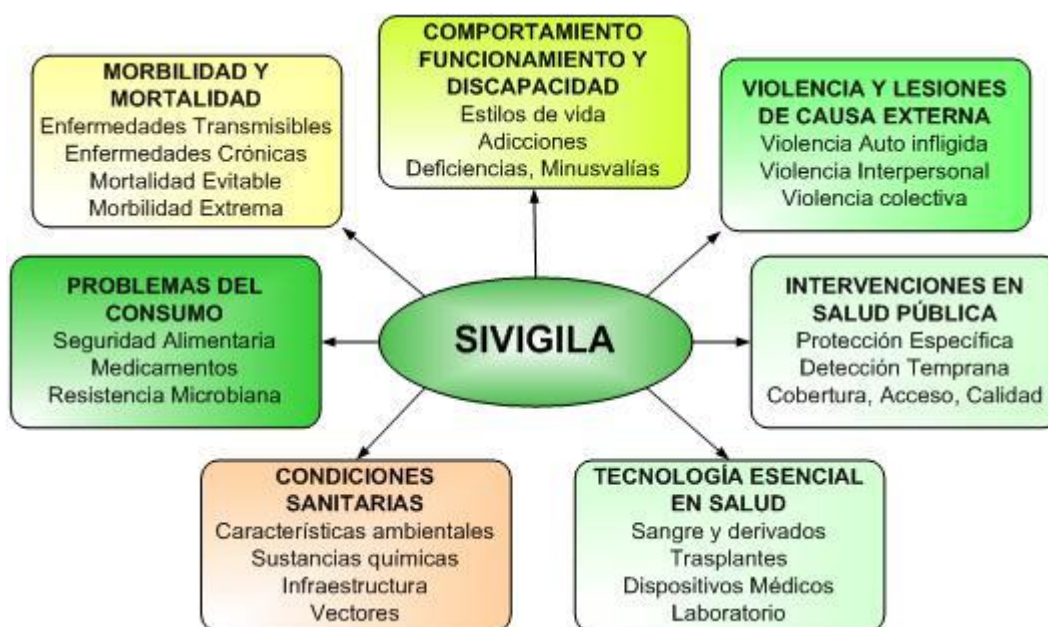 MORBILIDAD Y
MORTALIDAD
Enfermedades Transmisibles
Enfermedades Crónicas
Mortalidad Evitable
Morbilidad Extrema
COMPORTAMIENTO
FUNCIONAMIENTO Y
DISCAPACIDAD
Estilos de vida
Adicciones
Deficiencias, Minusvalías
VIOLENCIA Y LESIONES
DE CAUSA EXTERNA
Violencia Auto infligida
Violencia Interpersonal
Violencia colectiva
PROBLEMAS DEL
CONSUMO
Seguridad Alimentaria
Medicamentos
Resistencia Microbiana
SIVIGILA
INTERVENCIONES EN
SALUD PÚBLICA
Protección Específica
Detección Temprana
Cobertura, Acceso, Calidad
CONDICIONES
SANITARIAS
Características ambientales
Sustancias químicas
Infraestructura
Vectores
TECNOLOGÍA ESENCIAL
EN SALUD
Sangre y derivados
Trasplantes
Dispositivos Médicos
Laboratorio